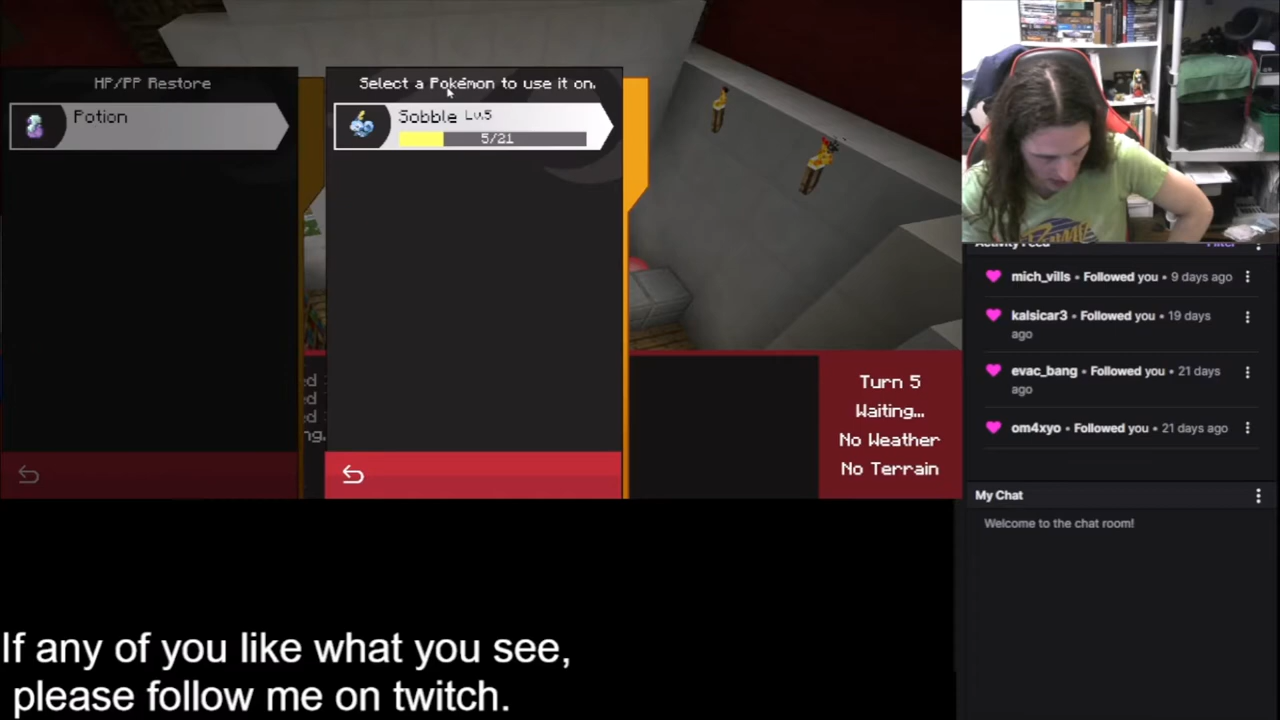 HP/PP Restore
Potion
Select a Pokémon to use it on.
Sobble Lv.5
5/21
Turn 5
Waiting...
No Weather
No Terrain
Activity Feed
Filter
mich_vills • Followed you • 9 days ago
kalsicar3 • Followed you • 19 days
ago
evac_bang • Followed you • 21 days
ago
om4xyo • Followed you • 21 days ago
My Chat
Welcome to the chat room!
If any of you like what you see,
please follow me on twitch.